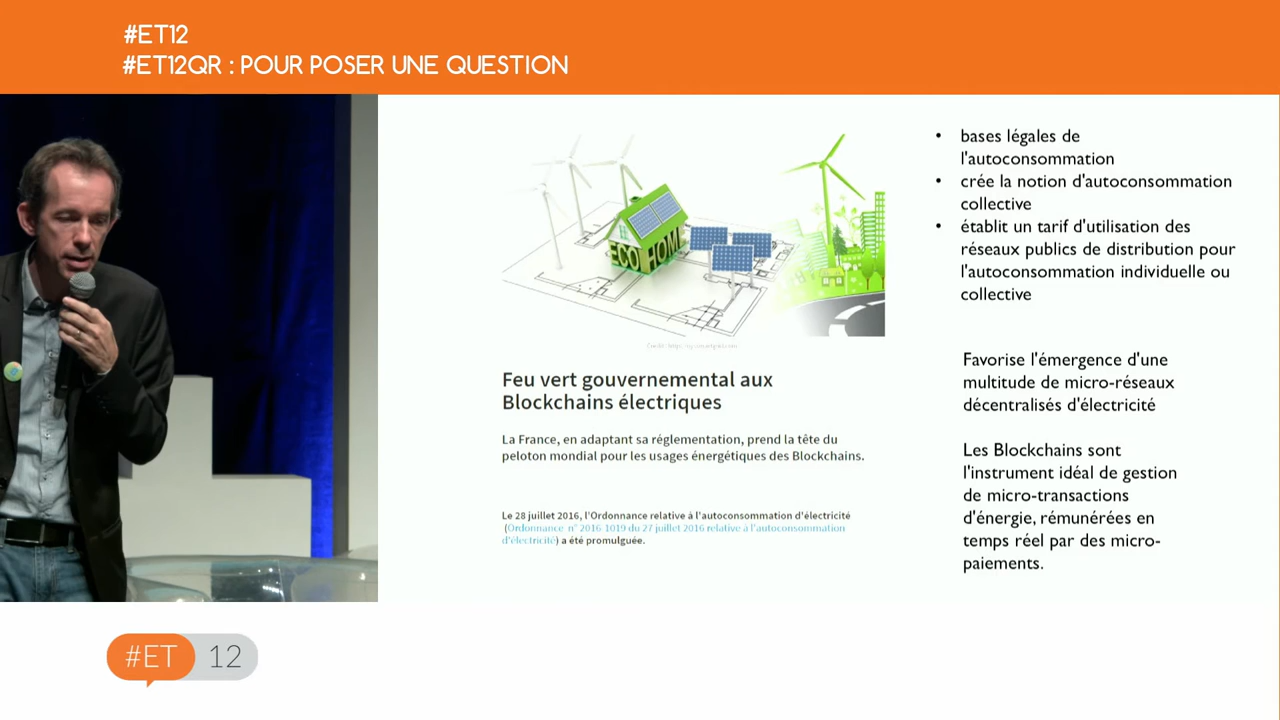 #ET12
#ET12QR : POUR POSER UNE QUESTION
ECO HOME
Feu vert gouvernemental aux
Blockchains électriques
La France, en adaptant sa réglementation, prend la tête du
peloton mondial pour les usages énergétiques des Blockchains.
Le 28 juillet 2016, l'Ordonnance relative à l'autoconsommation d'électricité
(Ordonnance n° 2016-1019 du 27 juillet 2016 relative à l'autoconsommation
d'électricité) a été promulguée.
• bases légales de
l'autoconsommation
• crée la notion d'autoconsommation
collective
• établit un tarif d'utilisation des
réseaux publics de distribution pour
l'autoconsommation individuelle ou
collective
Favorise l'émergence d'une
multitude de micro-réseaux
décentralisés d'électricité
Les Blockchains sont
l'instrument idéal de gestion
de micro-transactions
d'énergie, rémunérées en
temps réel par des micro-
paiements.
#ET 12